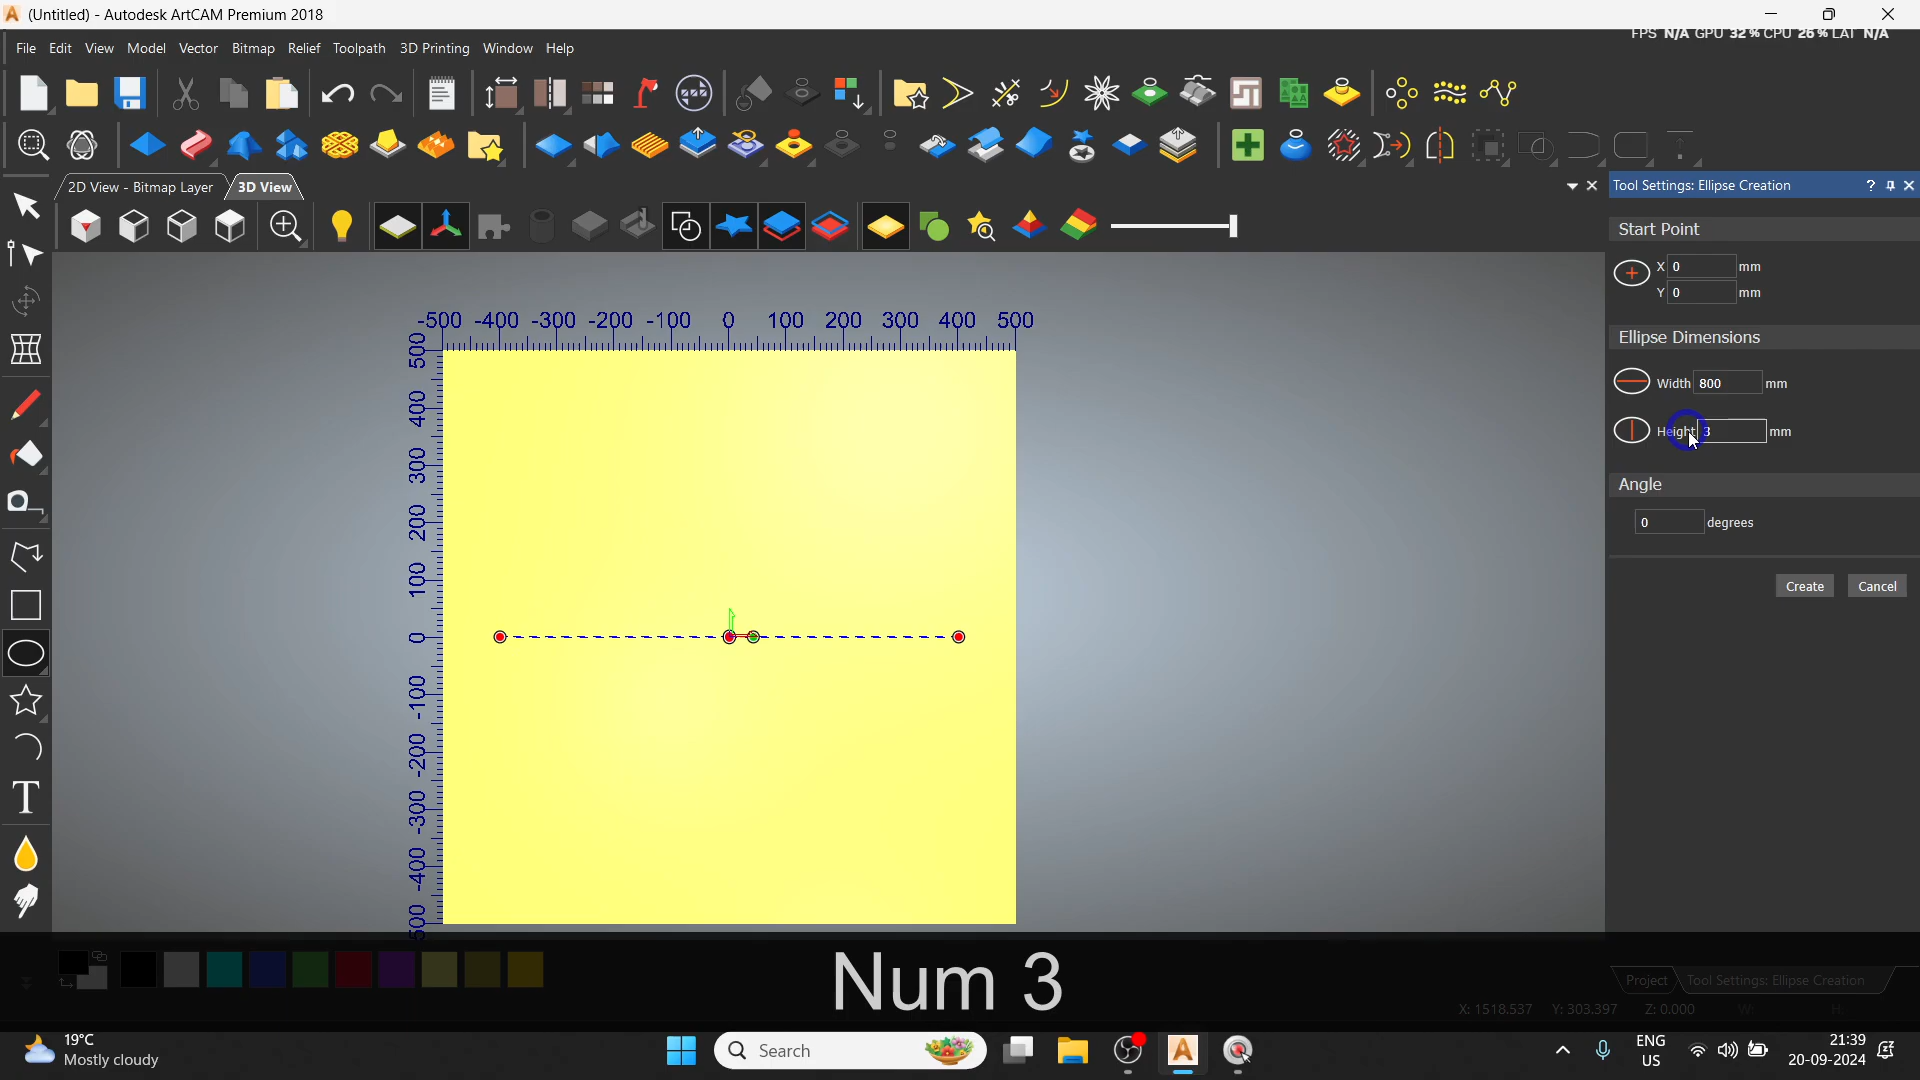 (Untitled) - Autodesk ArtCAM Premium 2018
FPS N/A GPU 32 % CPU 26 % LAT N/A
File Edit View Model Vector Bitmap Relief Toolpath 3D Printing Window Help
2D View - Bitmap Layer 3D View
Tool Settings: Ellipse Creation ?
Start Point
X 0 mm
Y 0 mm
Ellipse Dimensions
Width 800 mm
Height 3 mm
Angle
0 degrees
Create Cancel
-500 -400 -300 -200 -100 0 100 200 300 400 500
500
400
300
200
100
0
-100
-200
-300
-400
T
Num 3
Project Tool Settings: Ellipse Creation
X: 1518.537 Y: 303.397 Z: 0.000 W: H:
19°C
Mostly cloudy
Search
ENG
US
21:39
20-09-2024